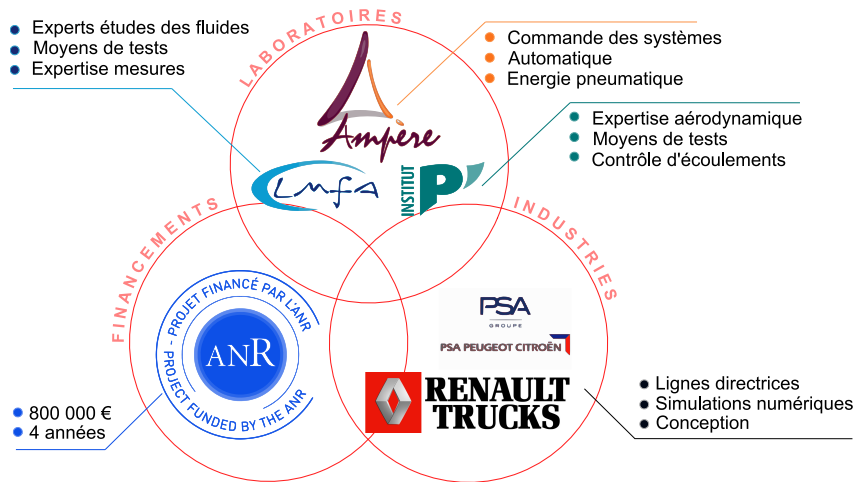 LABORATOIRES
Experts études des fluides
Moyens de tests
Expertise mesures
Commande des systèmes
Automatique
Energie pneumatique
Ampère
Expertise aérodynamique
Moyens de tests
Contrôle d'écoulements
LMFA
INSTITUT
P'
FINANCEMENTS
INDUSTRIES
- PROJET FINANCÉ PAR L'ANR
- PROJECT FUNDED BY THE ANR
ANR
PSA
GROUPE
PSA PEUGEOT CITROËN
RENAULT
TRUCKS
800 000 €
4 années
Lignes directrices
Simulations numériques
Conception